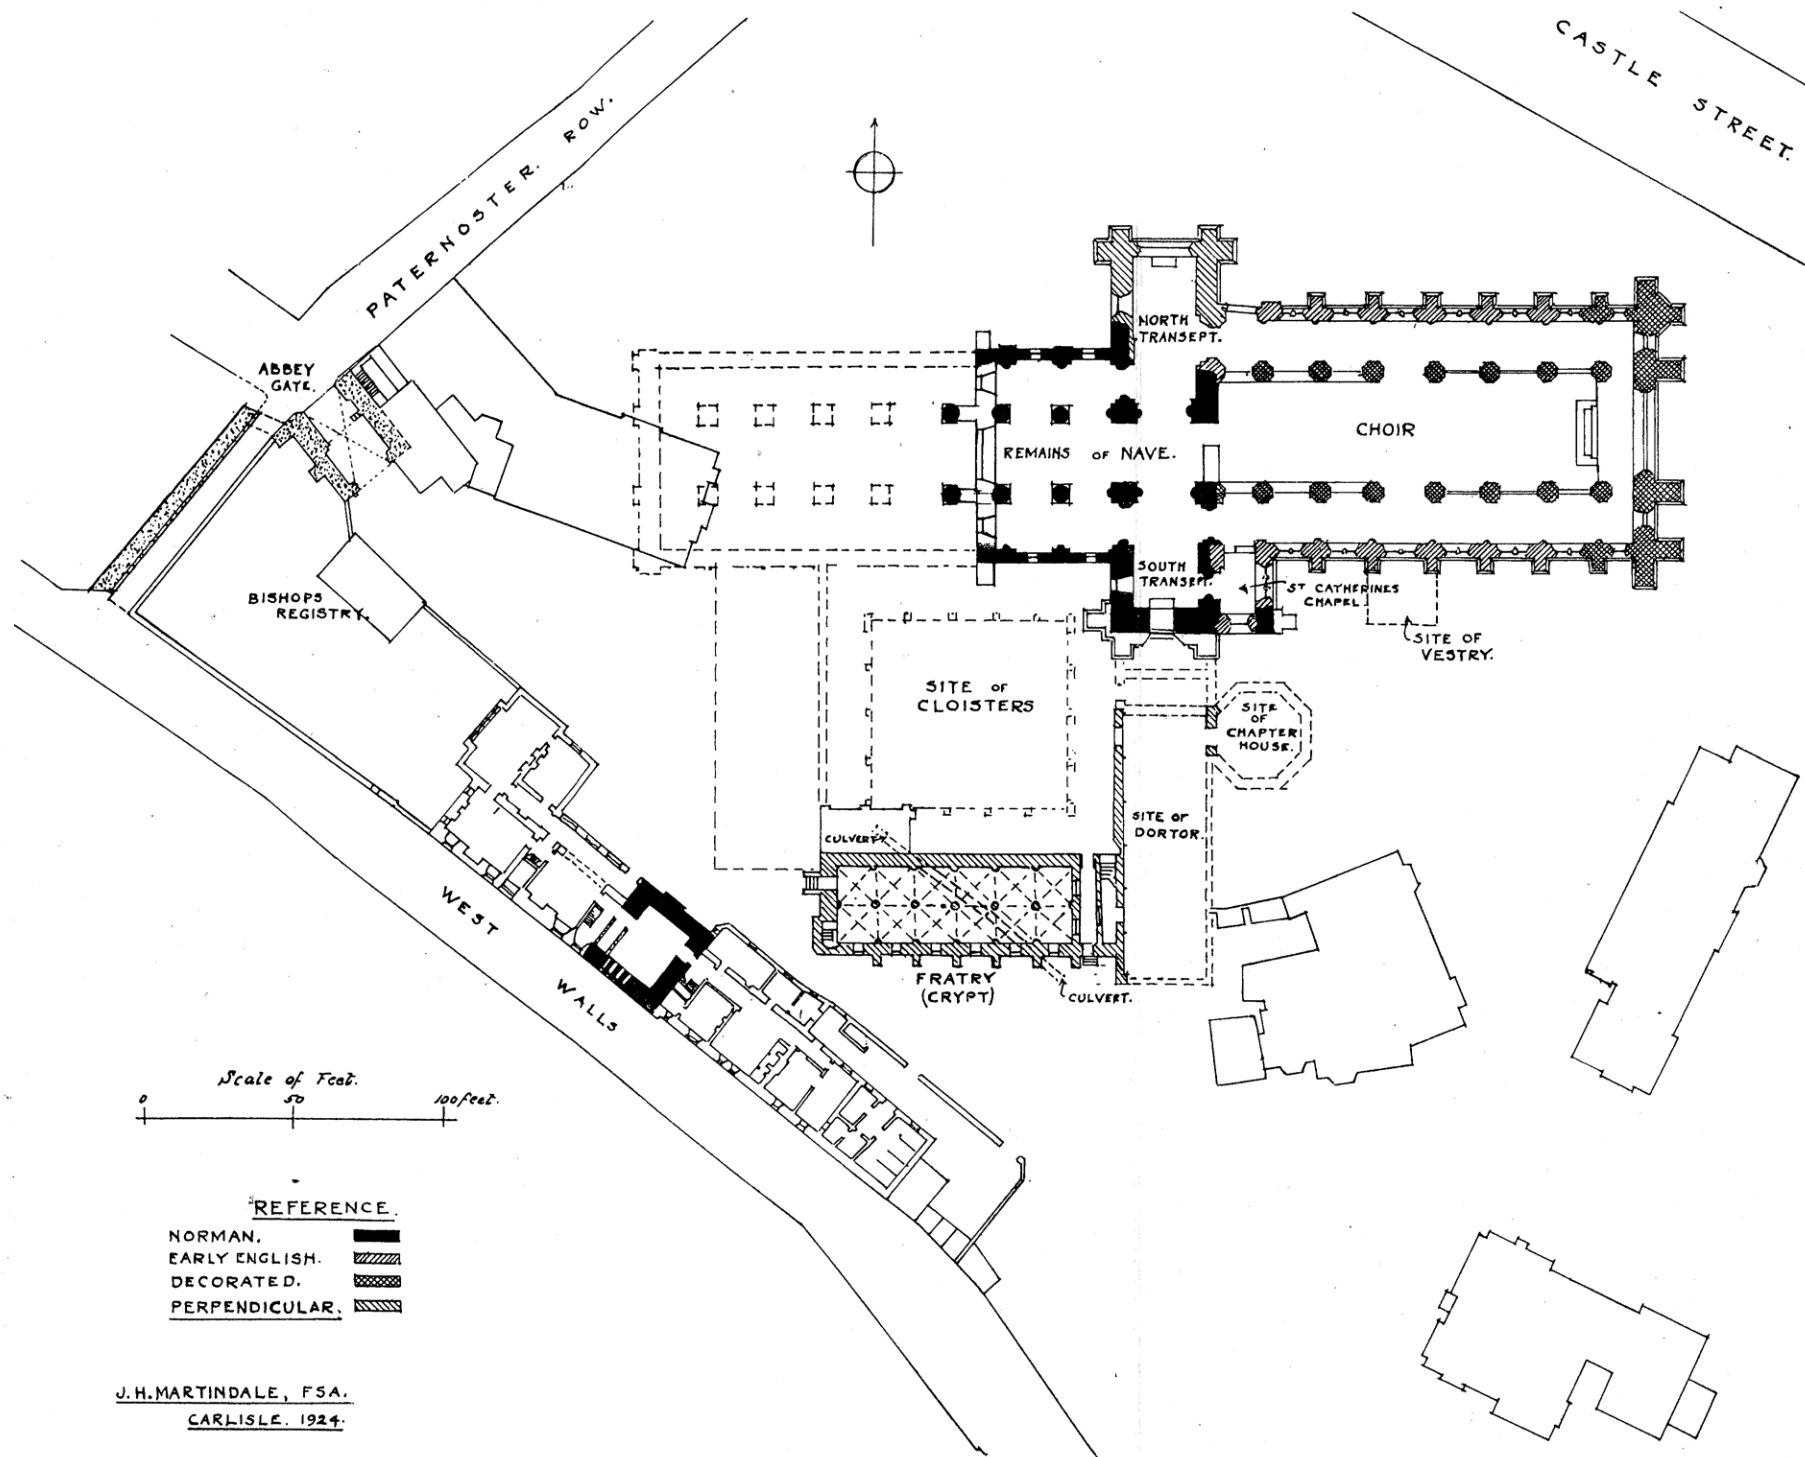 CASTLE STREET.
PATERNOSTER. ROW.
ABBEY
GATE.
NORTH
TRANSEPT.
CHOIR
REMAINS OF NAVE.
SOUTH
TRANSEPT.
ST CATHERINES
CHAPEL.
SITE OF
VESTRY.
BISHOPS
REGISTRY.
SITE OF
CLOISTERS
SITE
OF
CHAPTER
HOUSE.
SITE OF
DORTOR.
CULVERT
FRATRY
(CRYPT)
CULVERT.
WEST
WALLS
Scale of Feet.
0 50 100 feet.
REFERENCE.
NORMAN.
EARLY ENGLISH.
DECORATED.
PERPENDICULAR.
J.H.MARTINDALE, FSA.
CARLISLE. 1924.